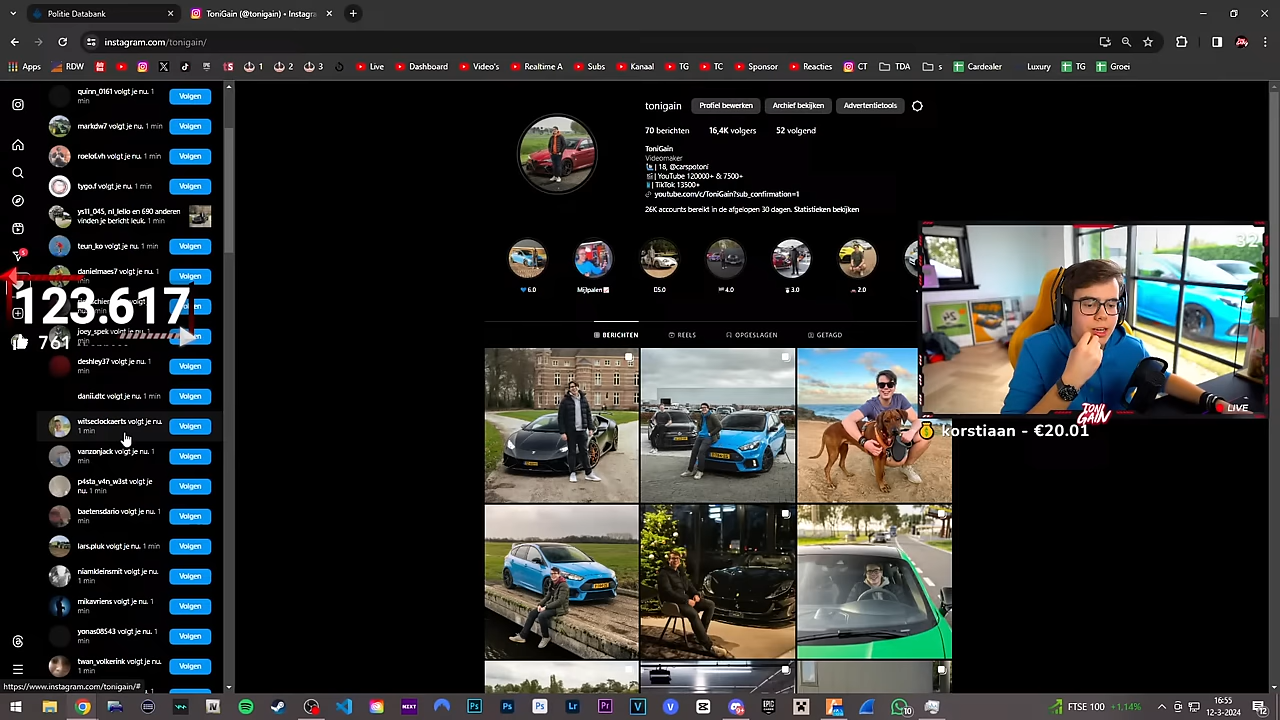 Politie Databank
ToniGain (@tonigain) • Instagra
instagram.com/tonigain/
Apps
RDW
1
2
3
Live
Dashboard
Video's
Realtime A
Subs
Kanaal
TG
TC
Sponsor
Reacties
CT
TDA
s
Cardealer
Luxury
TG
Groei
quinn_0161 volgt je nu. 1
min
Volgen
markdw7 volgt je nu. 1 min
Volgen
roelof.vh volgt je nu. 1 min
Volgen
tygo.f volgt je nu. 1 min
Volgen
en 690 anderen
vinden je bericht leuk. 1 min
teun_ko volgt je nu. 1 min
Volgen
danielmaes7 volgt je nu. 1
Volgen
123.617
761
joey_spek volgt je nu. 1
deshley37 volgt je nu. 1
min
Volgen
danii.dtc volgt je nu. 1 min
Volgen
volgt je nu.
1 min
Volgen
vanzonjack volgt je nu. 1
min
Volgen
p4sta_v4n_w3st volgt je
nu. 1 min
Volgen
baetensdario volgt je nu. 1
min
Volgen
lars.pluk volgt je nu. 1 min
Volgen
niamkleinsmit volgt je nu.
1 min
Volgen
mikavriens volgt je nu. 1
min
Volgen
yonas08543 volgt je nu. 1
min
Volgen
twan_volkerink volgt je nu.
1 min
Volgen
https://www.instagram.com/tonigain/#
tonigain
Profiel bewerken
Archief bekijken
Advertentietools
70 berichten
16,4K volgers
52 volgend
ToniGain
Videomaker
| 18, @carspotoni
| YouTube 120000+ & 7500+
| TikTok 13500+
youtube.com/c/ToniGain?sub_confirmation=1
26K accounts bereikt in de afgelopen 30 dagen. Statistieken bekijken
6.0
Mijlpalen
5.0
4.0
3.0
2.0
BERICHTEN
REELS
OPGESLAGEN
GETAGD
LIVE
TONI
GAIN
korstiaan - €20.01
FTSE 100 +1,14%
16:55
12-3-2024